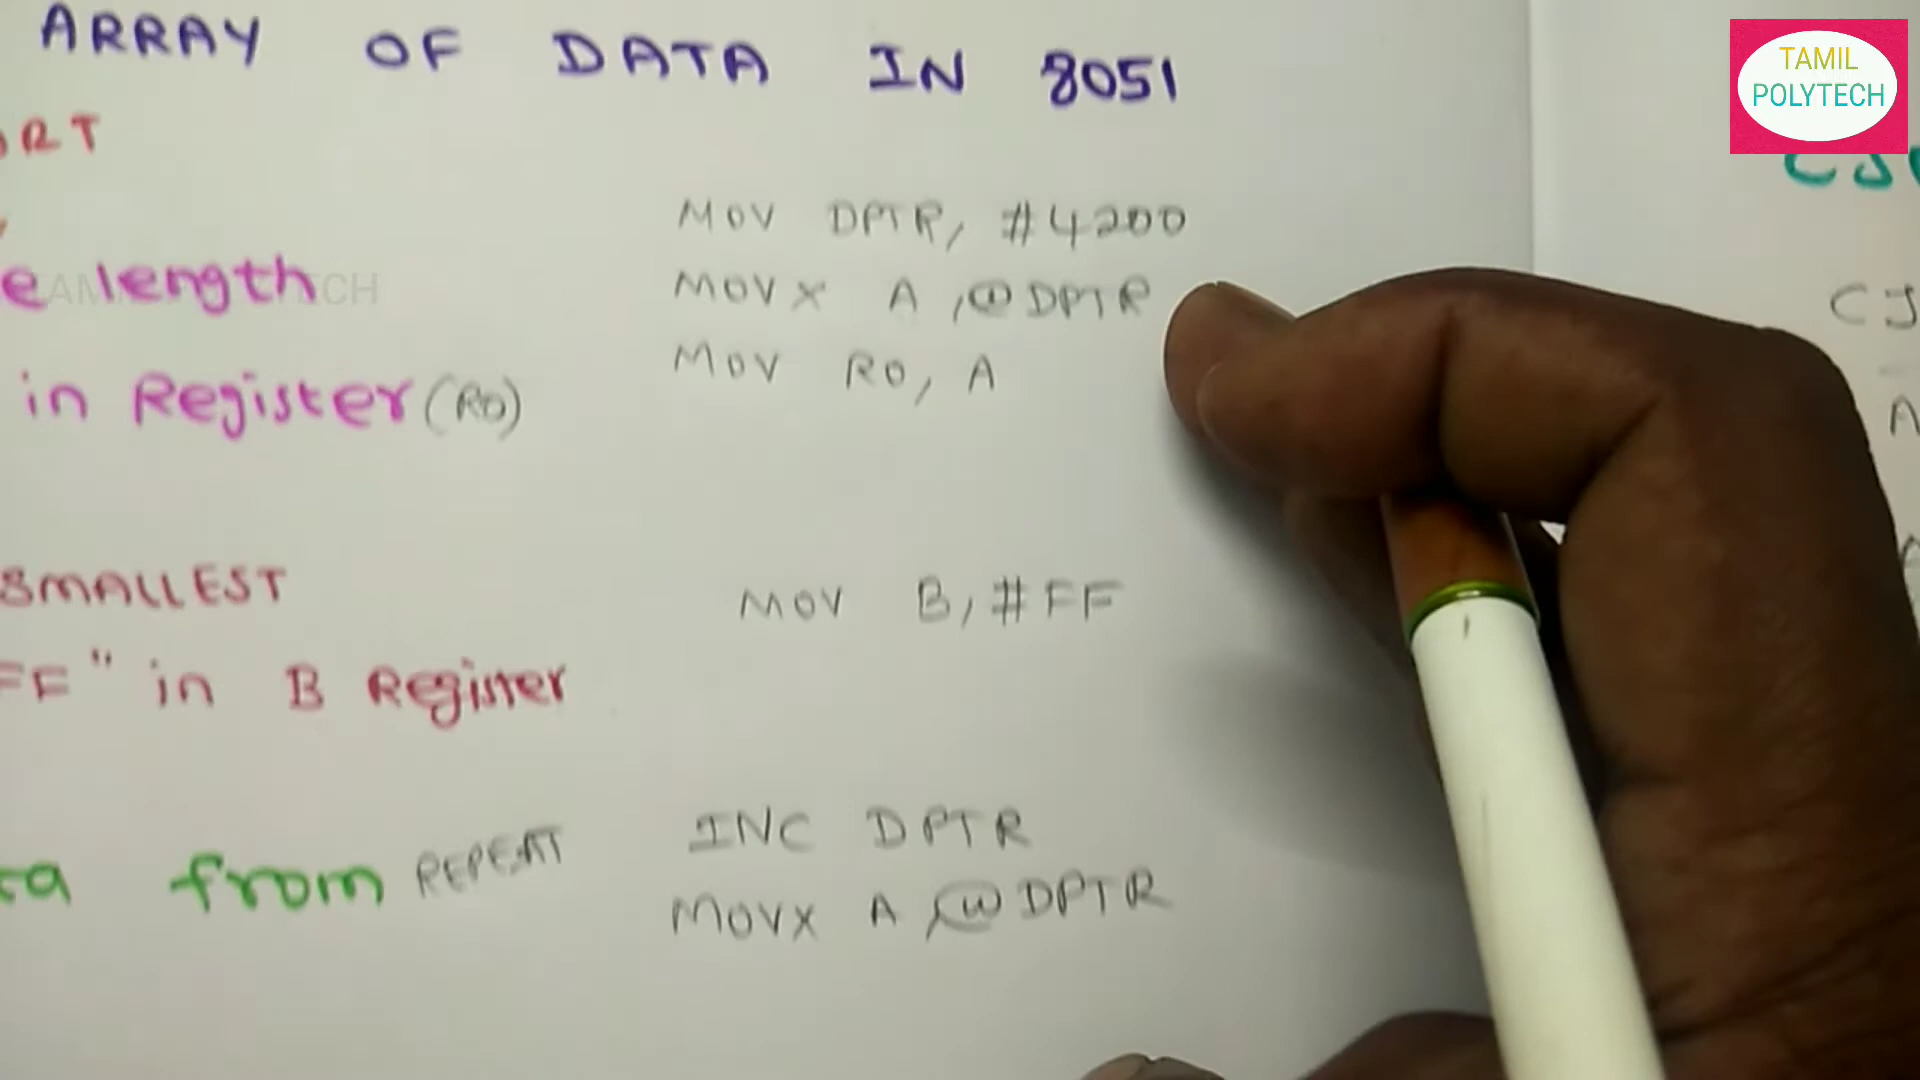 ARRAY OF DATA IN 8051
TAMIL
POLYTECH
RT
e length
in Register (R0)
MOV DPTR, #4200
MOVX A ,@DPTR
MOV R0, A
SMALLEST
FF" in B Register
MOV B, #FF
from REPEAT INC DPTR
MOVX A ,@DPTR
CJ
A